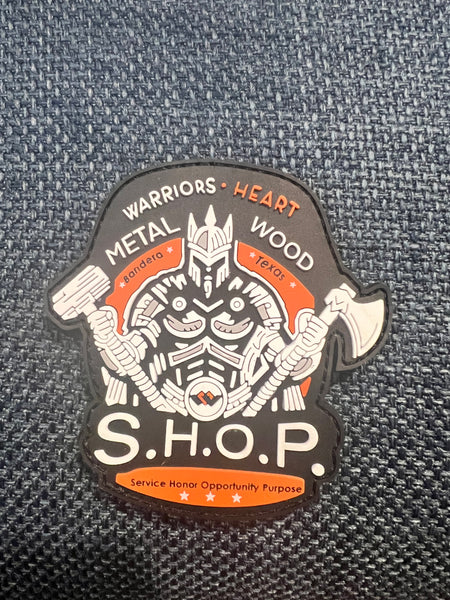 WARRIORS • HEART
METAL WOOD
Bandera Texas
S.H.O.P.
Service Honor Opportunity Purpose